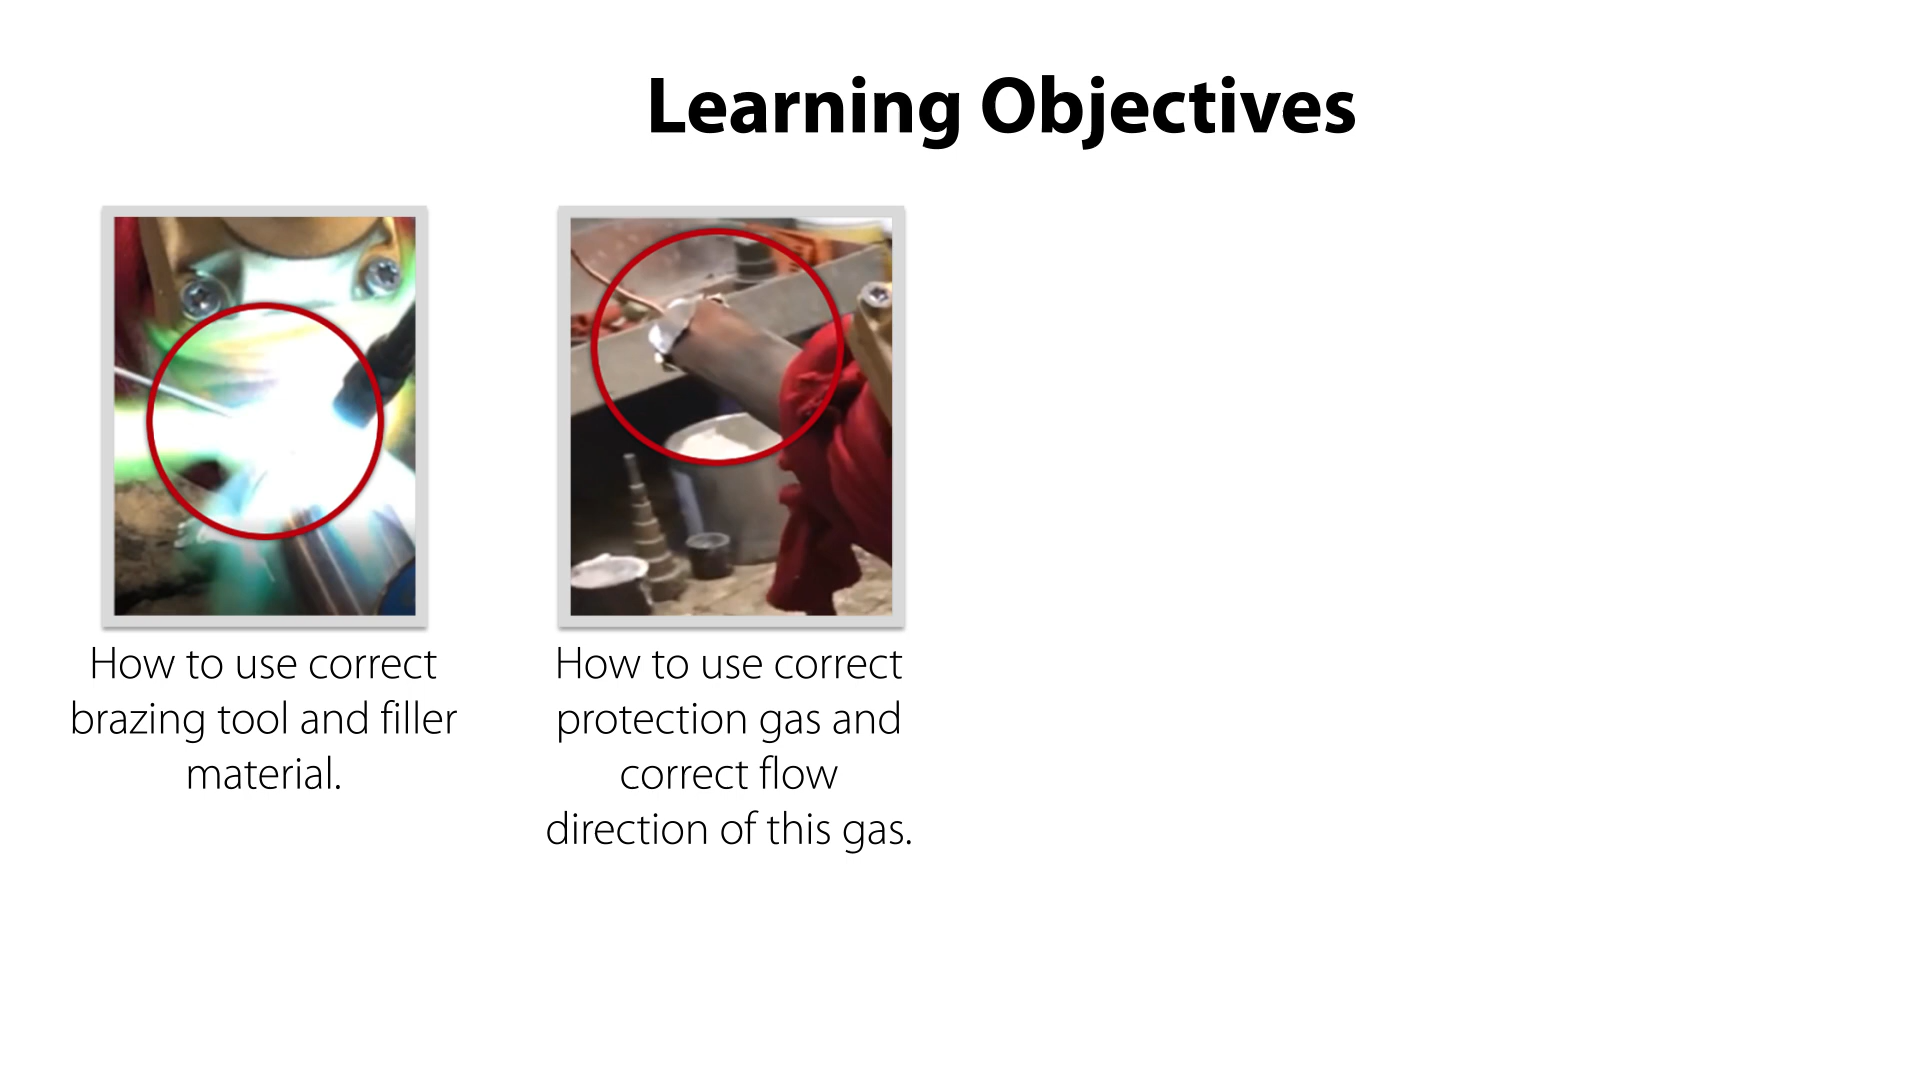 Learning Objectives
How to use correct
brazing tool and filler
material.
How to use correct
protection gas and
correct flow
direction of this gas.